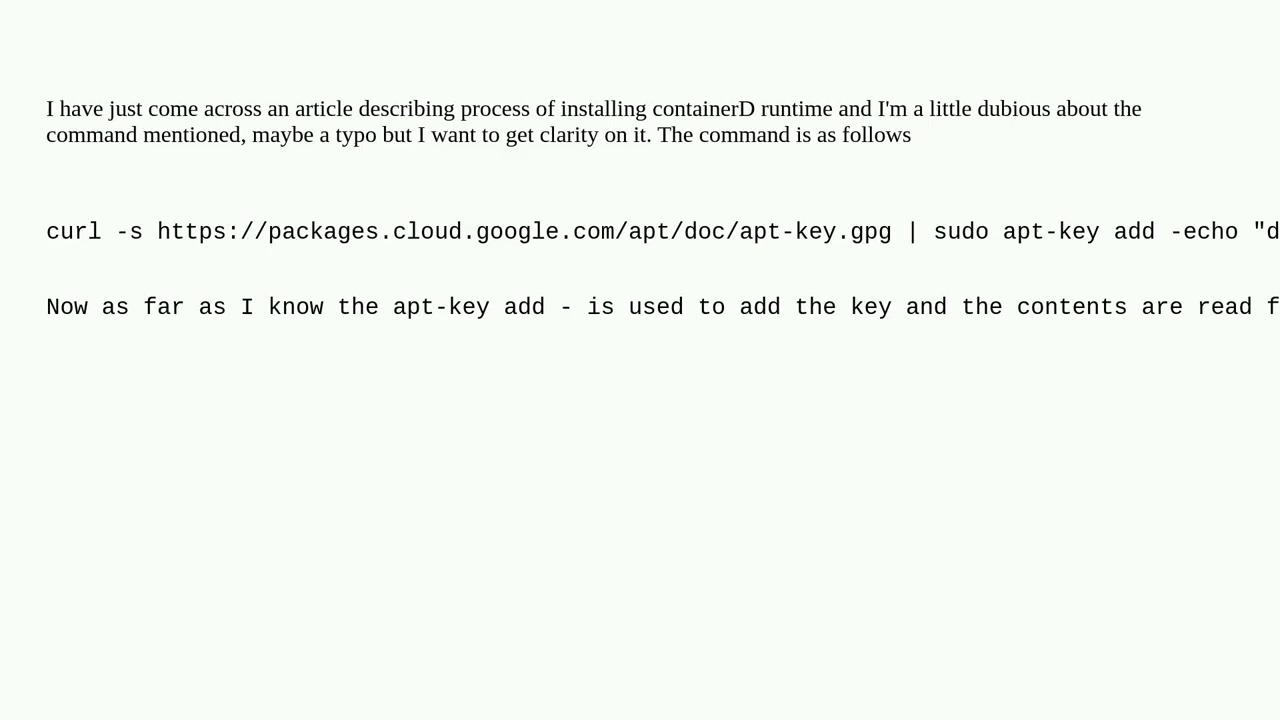 I have just come across an article describing process of installing containerD runtime and I'm a little dubious about the
command mentioned, maybe a typo but I want to get clarity on it. The command is as follows
curl -s https://packages.cloud.google.com/apt/doc/apt-key.gpg | sudo apt-key add -echo "d
Now as far as I know the apt-key add - is used to add the key and the contents are read f